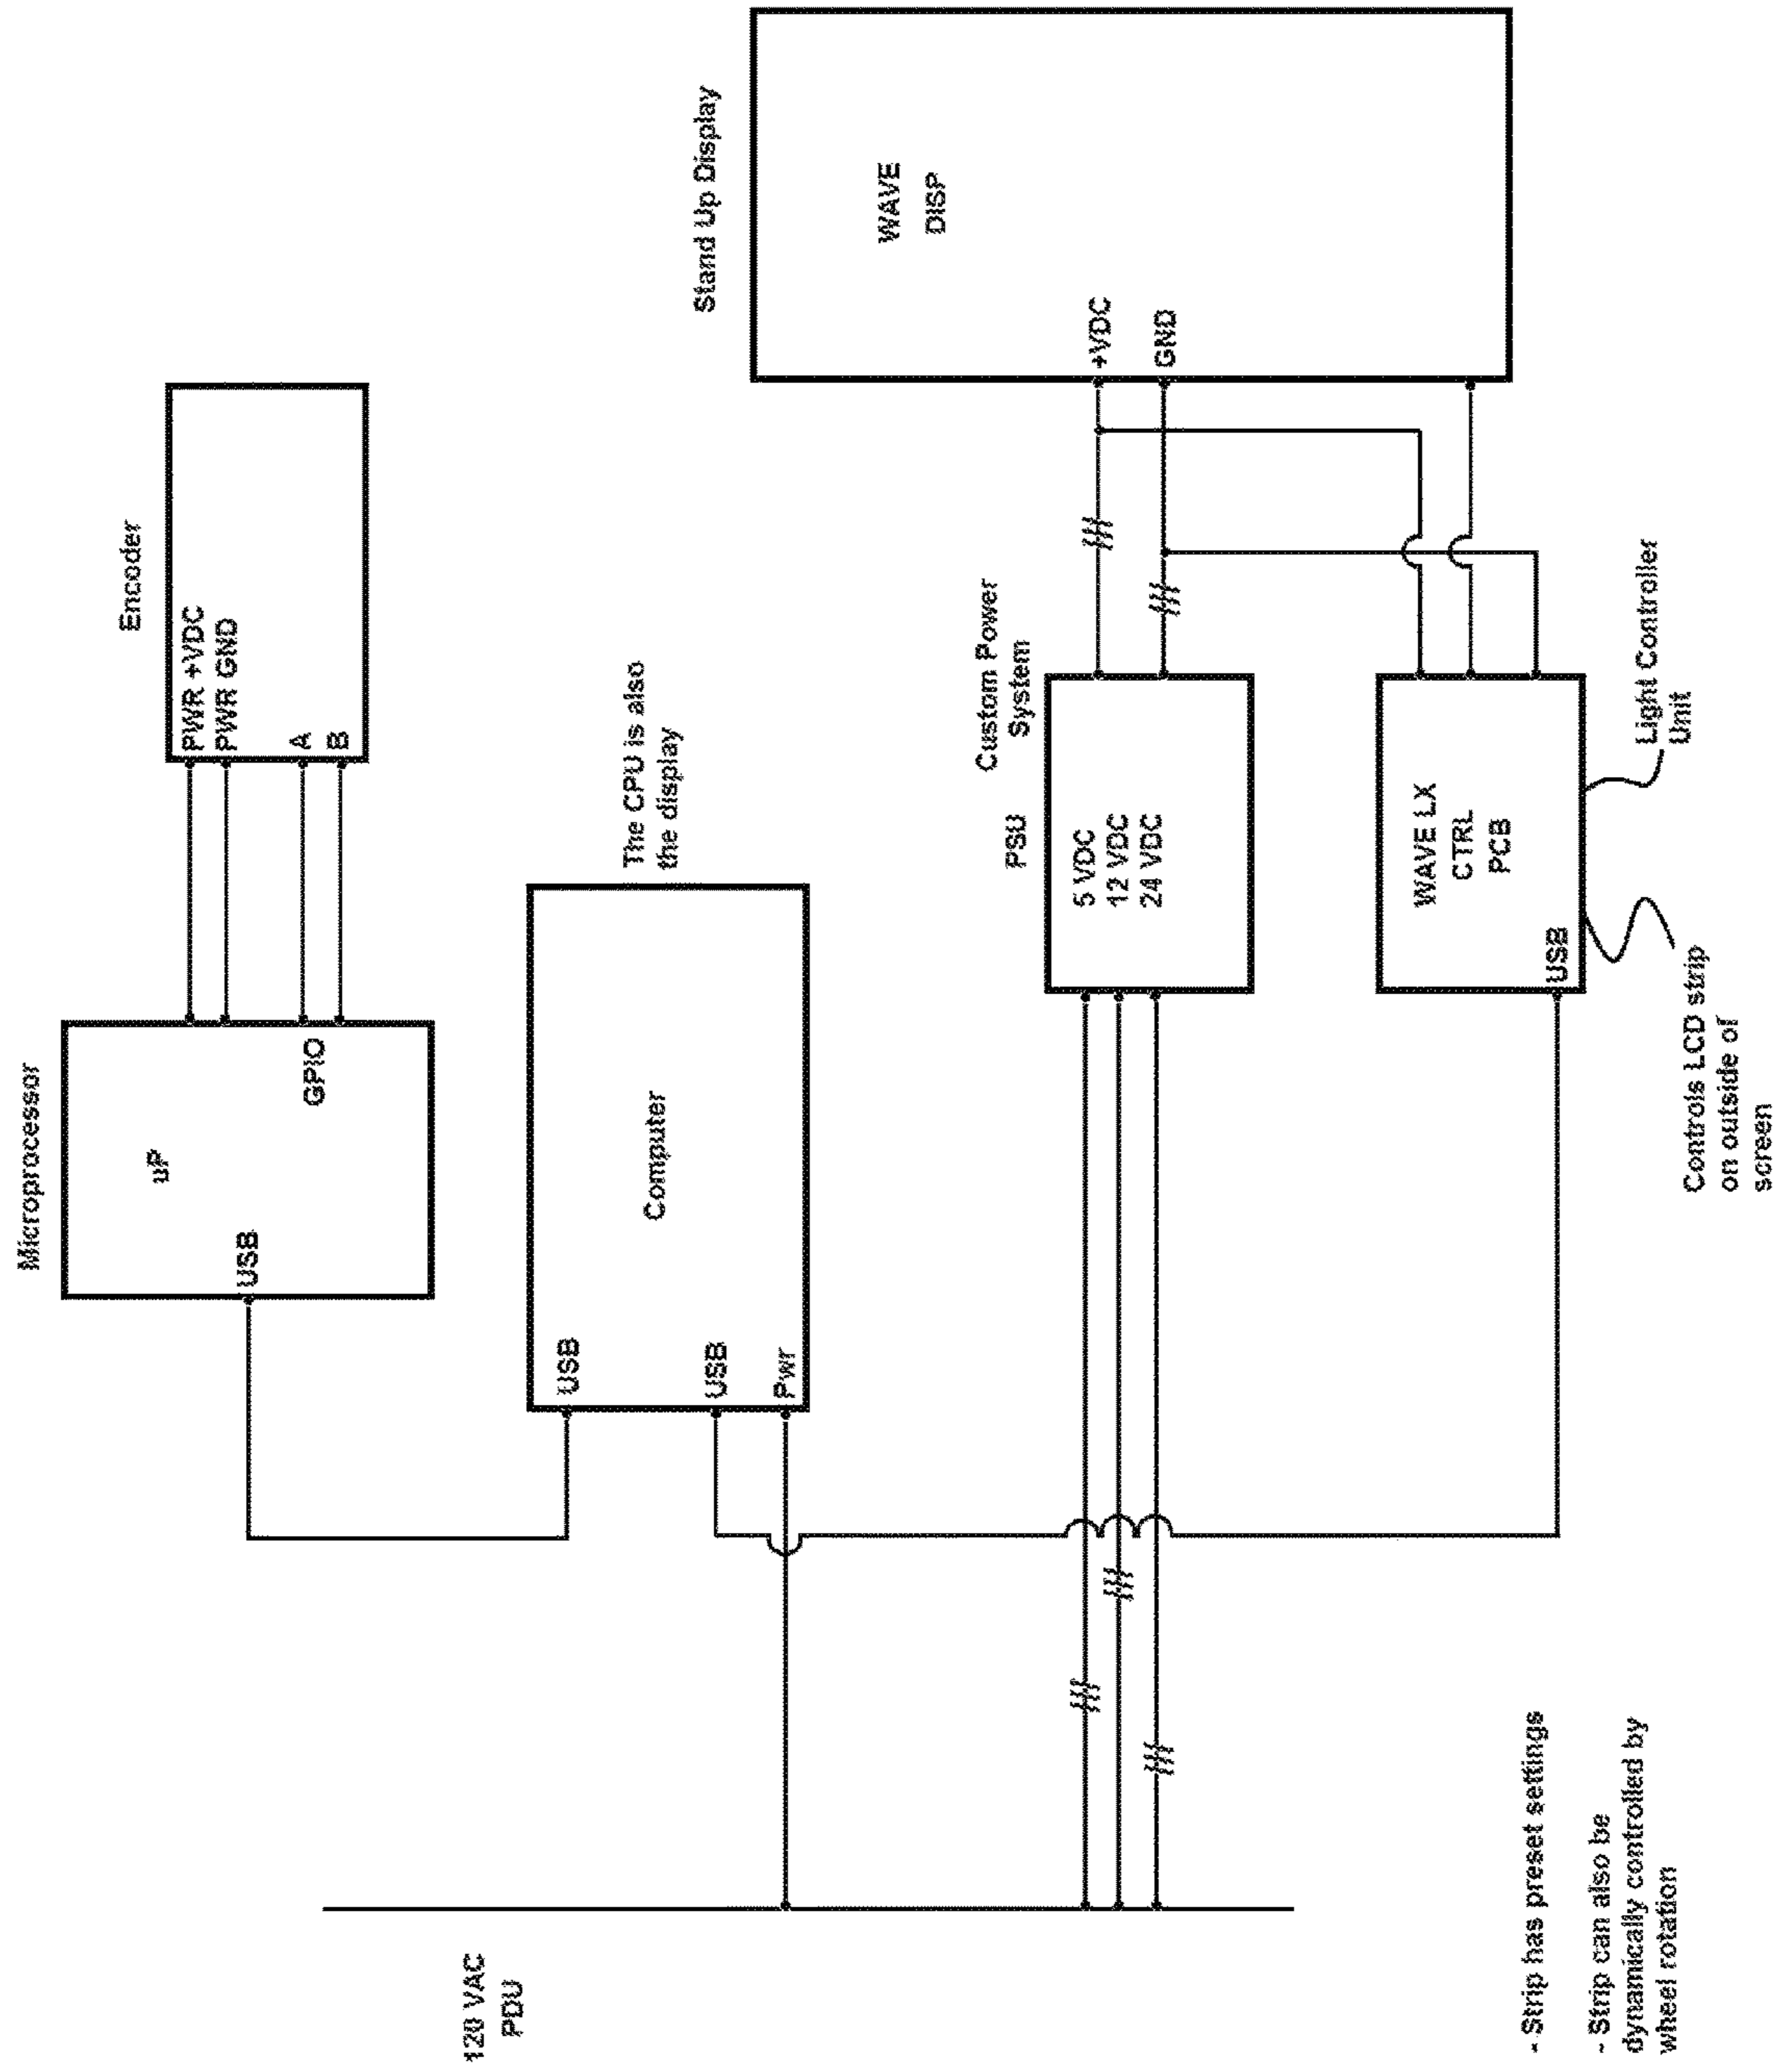 Microprocessor
uP
USB
GPIO
Encoder
PWR +VDC
PWR GND
A
B
The CPU is also
the display
Computer
USB
USB
Pwr
Stand Up Display
WAVE
DISP
+VDC
GND
Custom Power
System
PSU
5 VDC
12 VDC
24 VDC
WAVE LX
CTRL
PCB
USB
Light Controller
Unit
Controls LCD strip
on outside of
screen
120 VAC
PDU
- Strip has preset settings
- Strip can also be
dynamically controlled by
wheel rotation